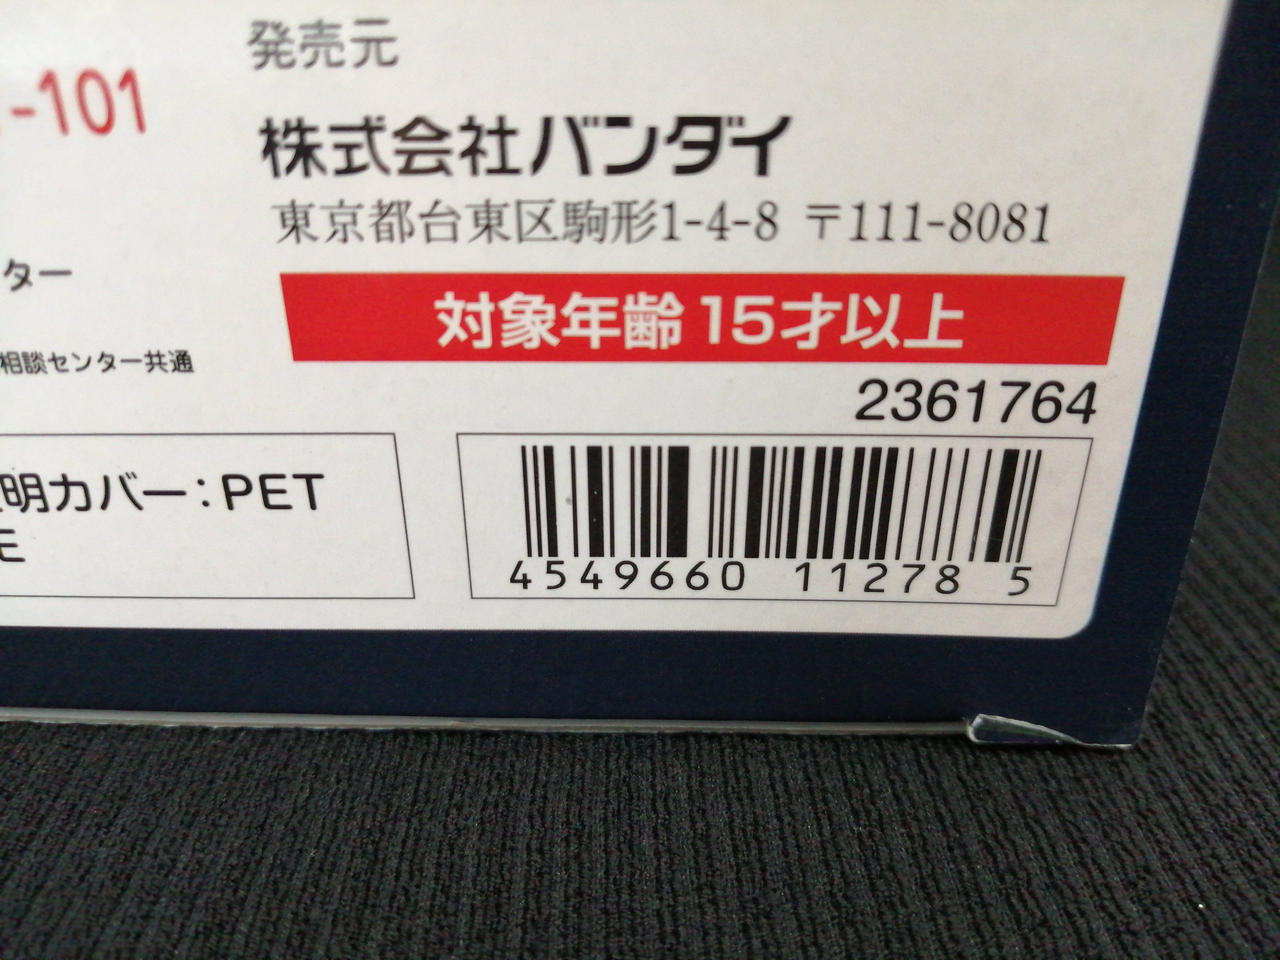 発売元
-101
株式会社バンダイ
東京都台東区駒形1-4-8 〒111-8081
ター
対象年齢 15才以上
相談センター共通
2361764
明カバー：PET
E
4549660 11278 5